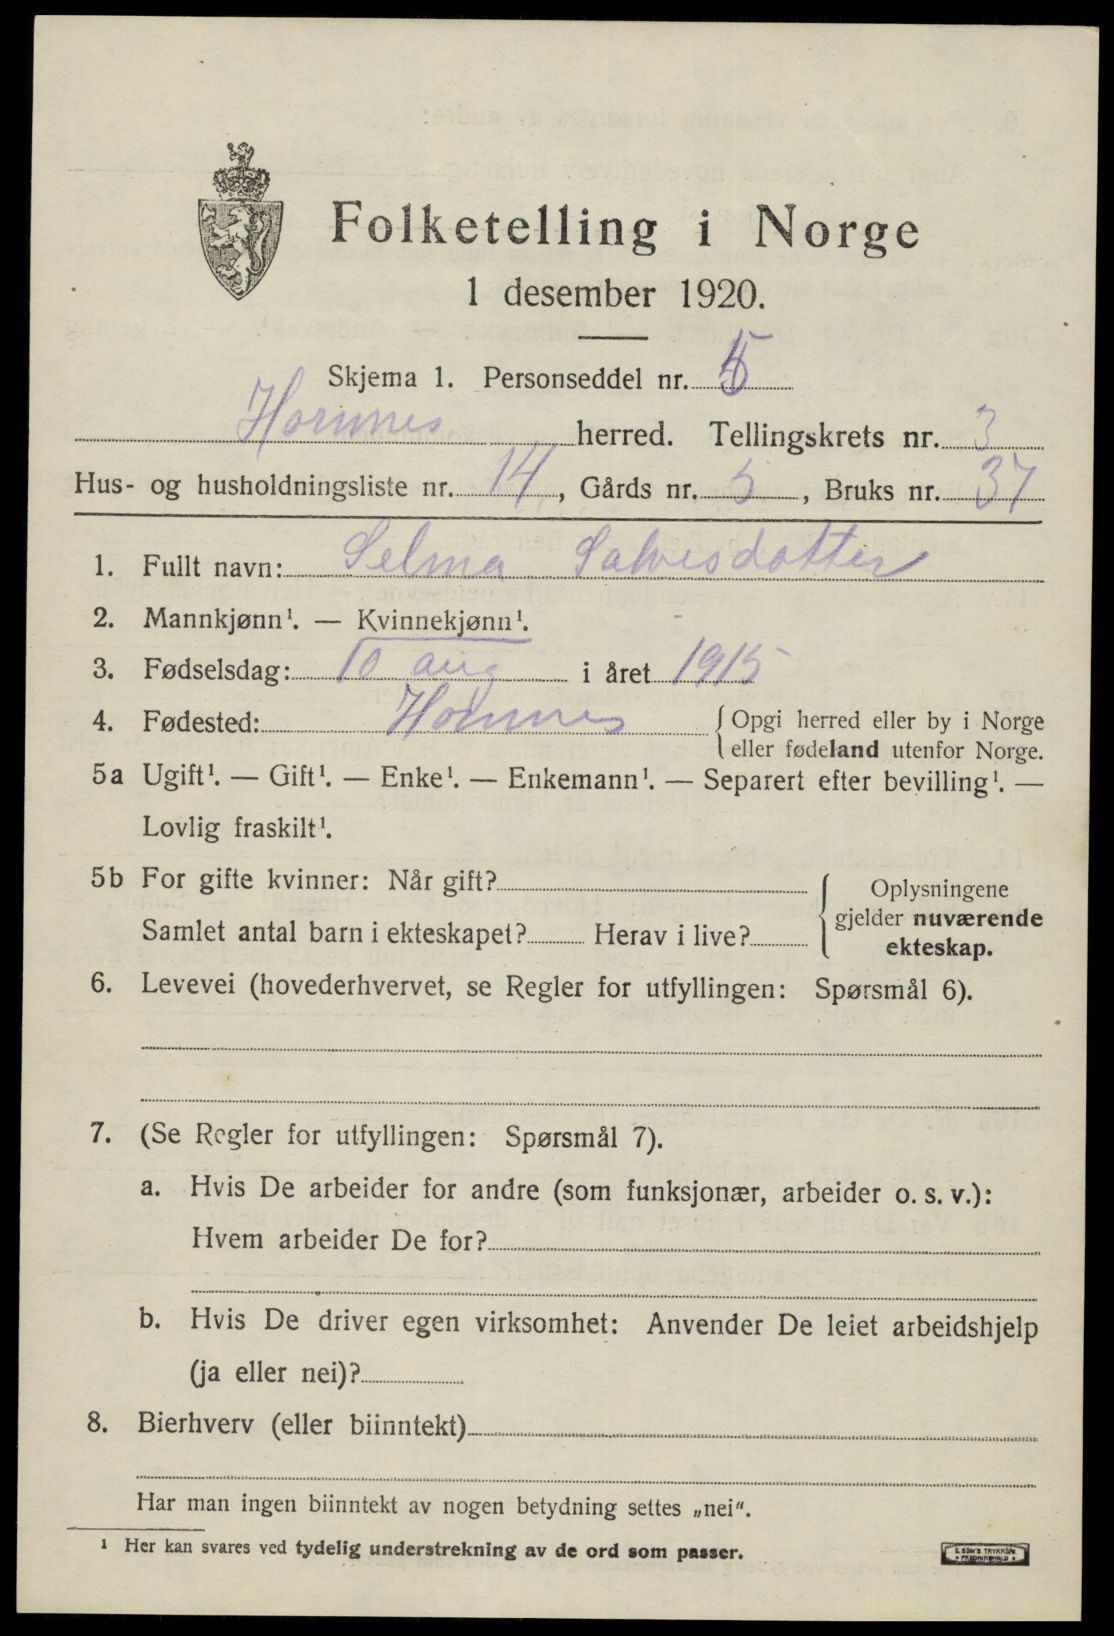 Folketelling i Norge
1 desember 1920.
Skjema 1. Personseddel nr. 5
Hornnes herred. Tellingskrets nr. 3
Hus- og husholdningsliste nr. 14, Gårds nr. 5, Bruks nr. 37
1. Fullt navn: Selma Salvesdotter
2. Mannkjønn¹. — Kvinnekjønn¹.
3. Fødselsdag: 10 aug i året 1915
4. Fødested: Hornnes {Opgi herred eller by i Norge
eller fødeland utenfor Norge.
5a Ugift¹. — Gift¹. — Enke¹. — Enkemann¹. — Separert efter bevilling¹. —
Lovlig fraskilt¹.
5b For gifte kvinner: Når gift? { Oplysningene
gjelder nuværende
Samlet antal barn i ekteskapet? Herav i live? ekteskap.
6. Levevei (hovederhvervet, se Regler for utfyllingen: Spørsmål 6).
7. (Se Regler for utfyllingen: Spørsmål 7).
a. Hvis De arbeider for andre (som funksjonær, arbeider o. s. v.):
Hvem arbeider De for?
b. Hvis De driver egen virksomhet: Anvender De leiet arbeidshjelp
(ja eller nei)?
8. Bierhverv (eller biinntekt)
Har man ingen biinntekt av nogen betydning settes „nei“.
¹ Her kan svares ved tydelig understrekning av de ord som passer.